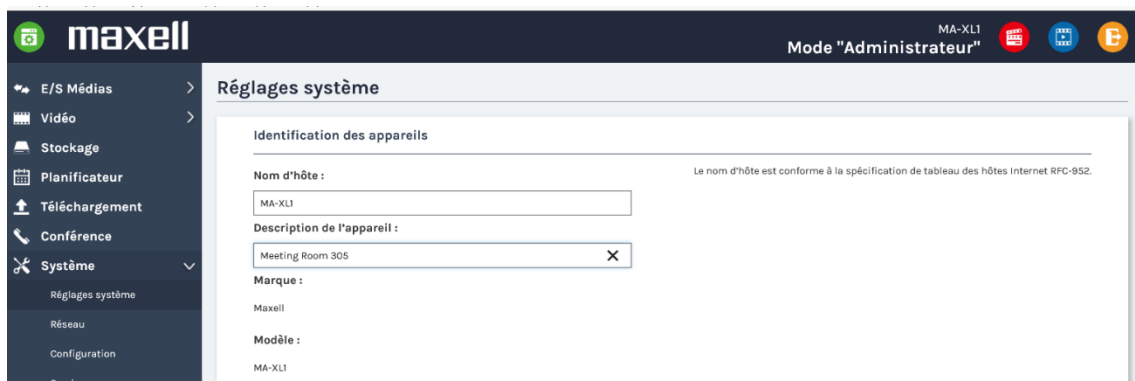 maxell
MA-XL1
Mode "Administrateur"
E/S Médias
Vidéo
Stockage
Planificateur
Téléchargement
Conférence
Système
Réglages système
Réseau
Configuration
Réglages système
Identification des appareils
Nom d'hôte :
Le nom d'hôte est conforme à la spécification de tableau des hôtes Internet RFC-952.
MA-XL1
Description de l'appareil :
Meeting Room 305
Marque :
Maxell
Modèle :
MA-XL1